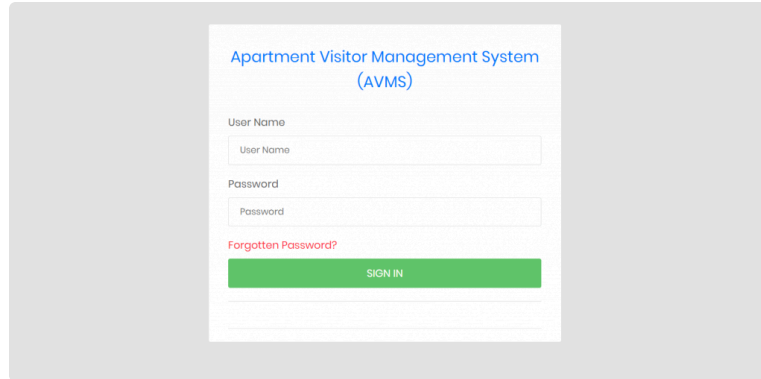 Apartment Visitor Management System
(AVMS)
User Name
User Name
Password
Password
Forgotten Password?
SIGN IN